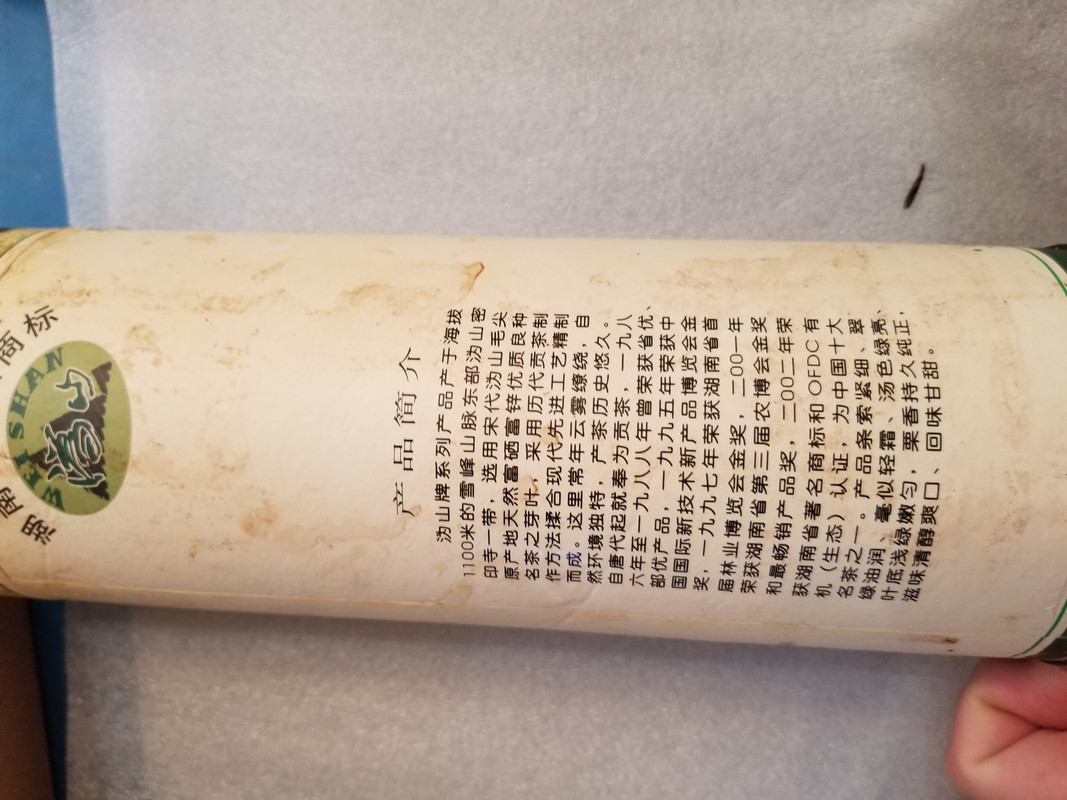 湖南
商标
WEI SHAN
沩山
产品简介
沩山牌系列产品产于海拔
1100米的雪峰山脉东部沩山密
印寺一带，选用宋代沩山毛尖
原产地天然富硒富锌优质良种
名茶之芽叶，采用历代贡茶制
作方法揉合现代先进工艺精制
而成。这里常年云雾缭绕，自
然环境独特，产茶历史悠久。
自唐代起就奉为贡茶，一九八
六年至一九八八年曾荣获省优、
部优产品，一九九五年荣获中
国国际新技术新产品博览会金
奖，一九九七年荣获湖南省首
届林业博览会金奖，二00一年
荣获湖南省第三届农博会金奖
和最畅销产品奖，二00二年荣
获湖南省著名商标和OFDC有
机（生态）认证，为中国十大
名茶之一。产品条索紧细、翠
绿油润、毫似轻霜、汤色绿亮、
叶底浅绿嫩匀，栗香持久纯正，
滋味清醇爽口、回味甘甜。